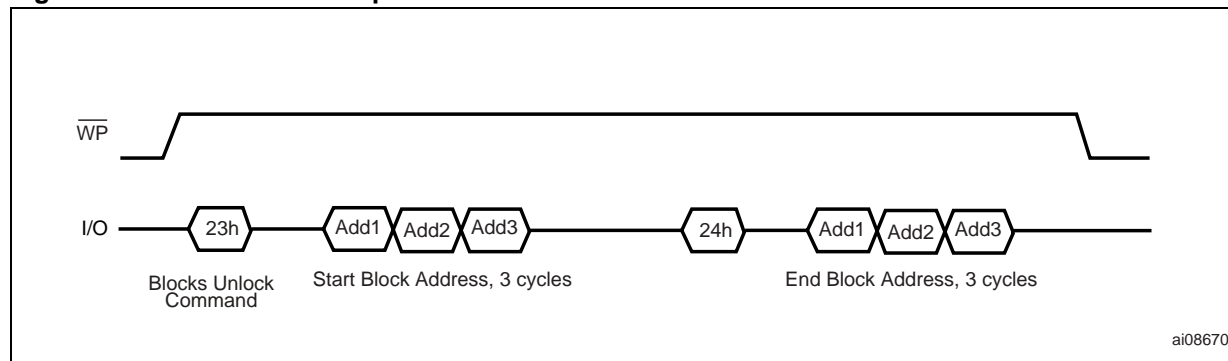 WP
I/O
23h
Add1
Add2
Add3
24h
Add1
Add2
Add3
Blocks Unlock
Command
Start Block Address, 3 cycles
End Block Address, 3 cycles
ai08670